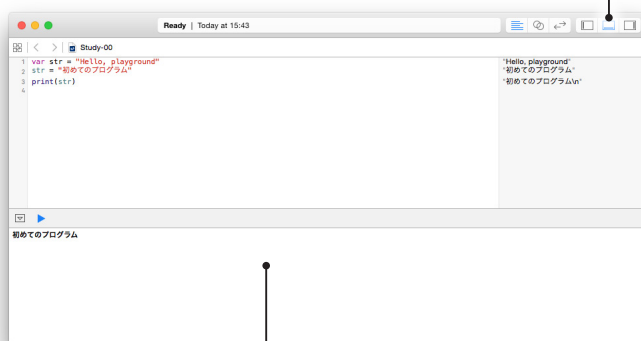 Ready | Today at 15:43
Study-00
1 var str = "Hello, playground"
2 str = "初めてのプログラム"
3 print(str)
4
"Hello, playground"
"初めてのプログラム"
"初めてのプログラム\n"
初めてのプログラム